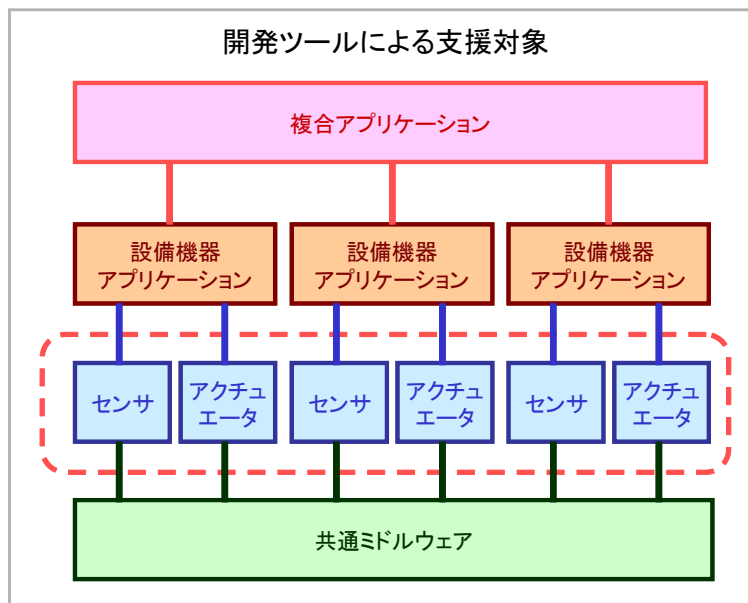 開発ツールによる支援対象
複合アプリケーション
設備機器
アプリケーション
設備機器
アプリケーション
設備機器
アプリケーション
センサ
アクチュ
エータ
センサ
アクチュ
エータ
センサ
アクチュ
エータ
共通ミドルウェア